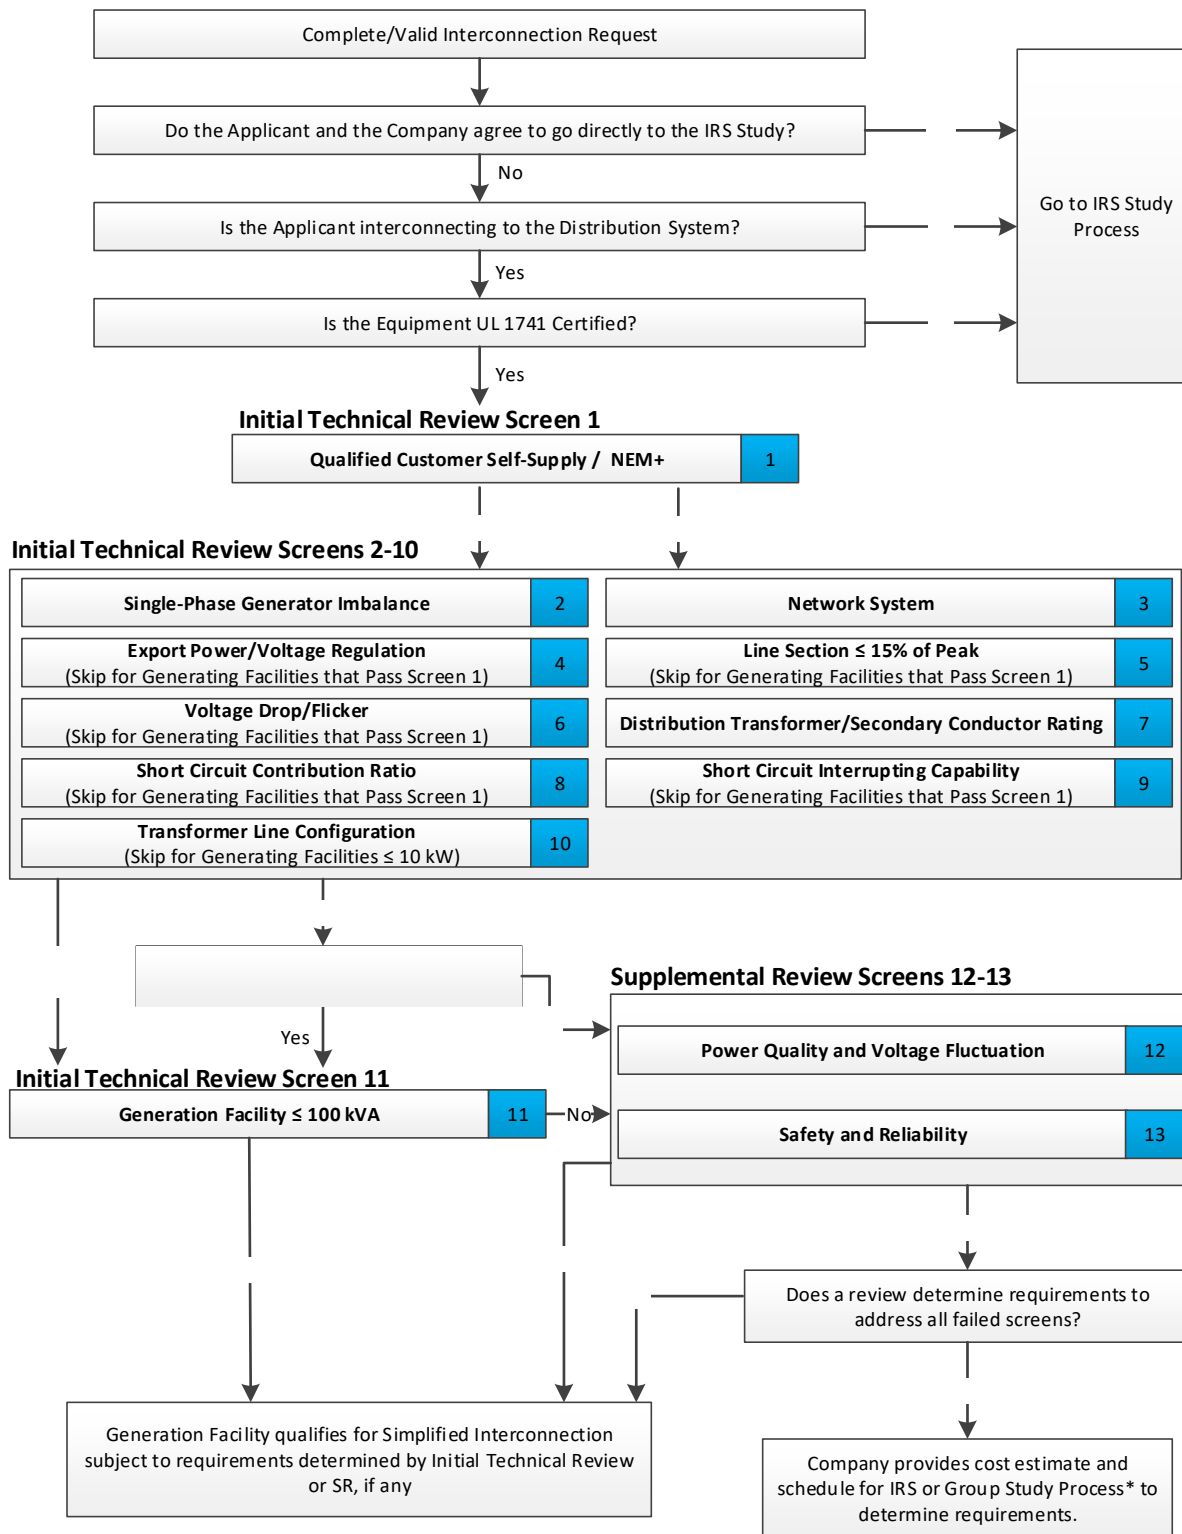 Complete/Valid Interconnection Request
Do the Applicant and the Company agree to go directly to the IRS Study?
No
Go to IRS Study
Process
Is the Applicant interconnecting to the Distribution System?
Yes
Is the Equipment UL 1741 Certified?
Yes
Initial Technical Review Screen 1
Qualified Customer Self-Supply / NEM+
1
Initial Technical Review Screens 2-10
Single-Phase Generator Imbalance
2
Network System
3
Export Power/Voltage Regulation
(Skip for Generating Facilities that Pass Screen 1)
4
Line Section ≤ 15% of Peak
(Skip for Generating Facilities that Pass Screen 1)
5
Voltage Drop/Flicker
(Skip for Generating Facilities that Pass Screen 1)
6
Distribution Transformer/Secondary Conductor Rating
7
Short Circuit Contribution Ratio
(Skip for Generating Facilities that Pass Screen 1)
8
Short Circuit Interrupting Capability
(Skip for Generating Facilities that Pass Screen 1)
9
Transformer Line Configuration
(Skip for Generating Facilities ≤ 10 kW)
10
Yes
Initial Technical Review Screen 11
Generation Facility ≤ 100 kVA
11
No
Supplemental Review Screens 12-13
Power Quality and Voltage Fluctuation
12
Safety and Reliability
13
Does a review determine requirements to
address all failed screens?
Generation Facility qualifies for Simplified Interconnection
subject to requirements determined by Initial Technical Review
or SR, if any
Company provides cost estimate and
schedule for IRS or Group Study Process* to
determine requirements.